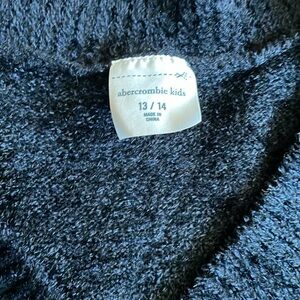 abercrombie kids
13 / 14
MADE IN
CHINA